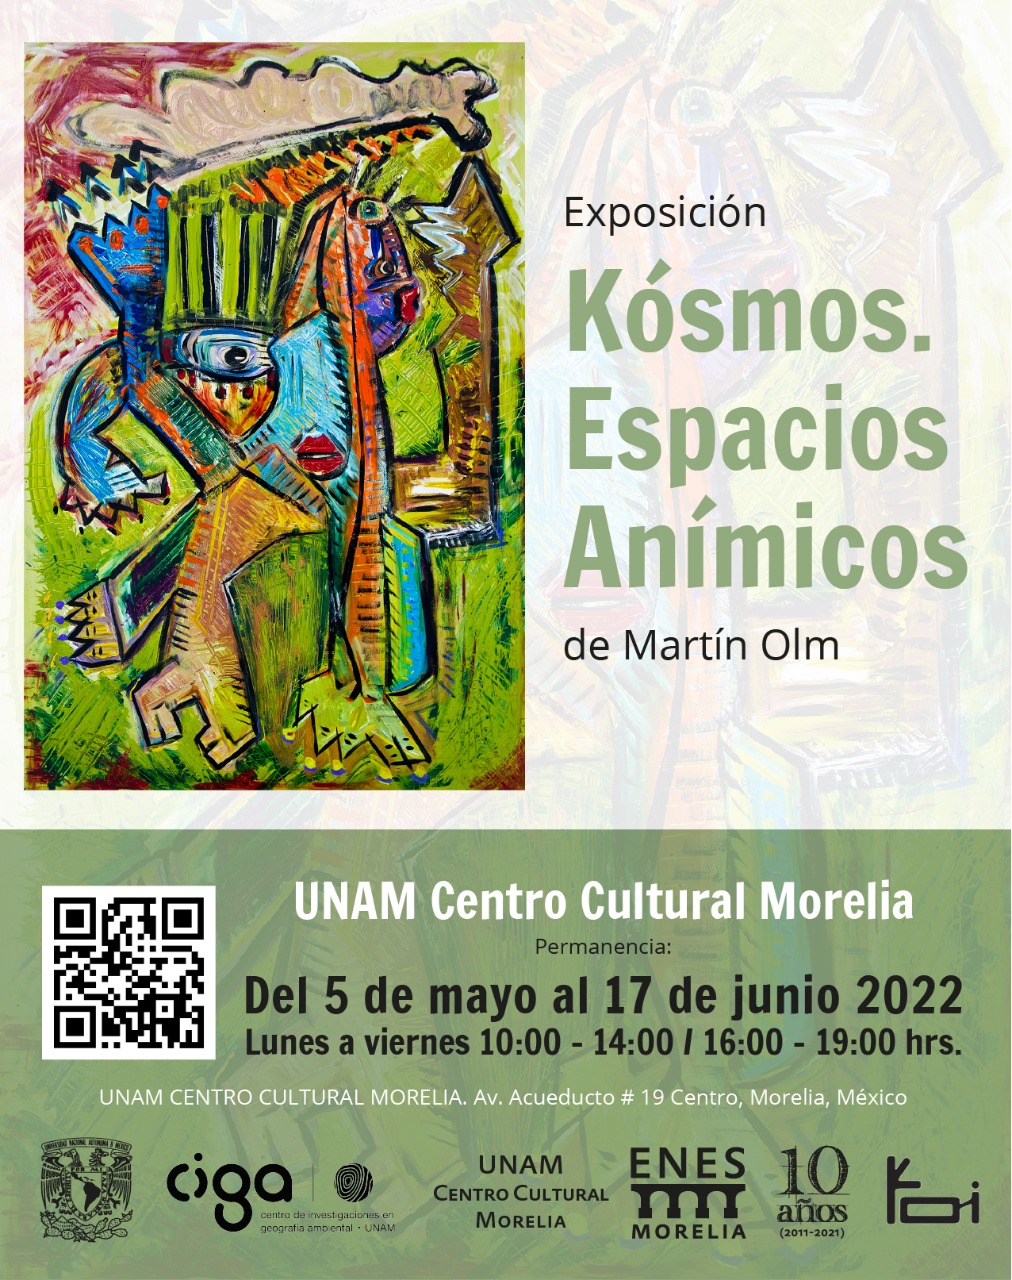 Exposición
Kósmos.
Espacios
Anímicos
de Martín Olm
UNAM Centro Cultural Morelia
Permanencia:
Del 5 de mayo al 17 de junio 2022
Lunes a viernes 10:00 - 14:00 / 16:00 - 19:00 hrs.
UNAM CENTRO CULTURAL MORELIA. Av. Acueducto # 19 Centro, Morelia, México
ciga
centro de investigaciones en
geografía ambiental • UNAM
UNAM
CENTRO CULTURAL
MORELIA
ENES
MORELIA
10
años
(2011-2021)